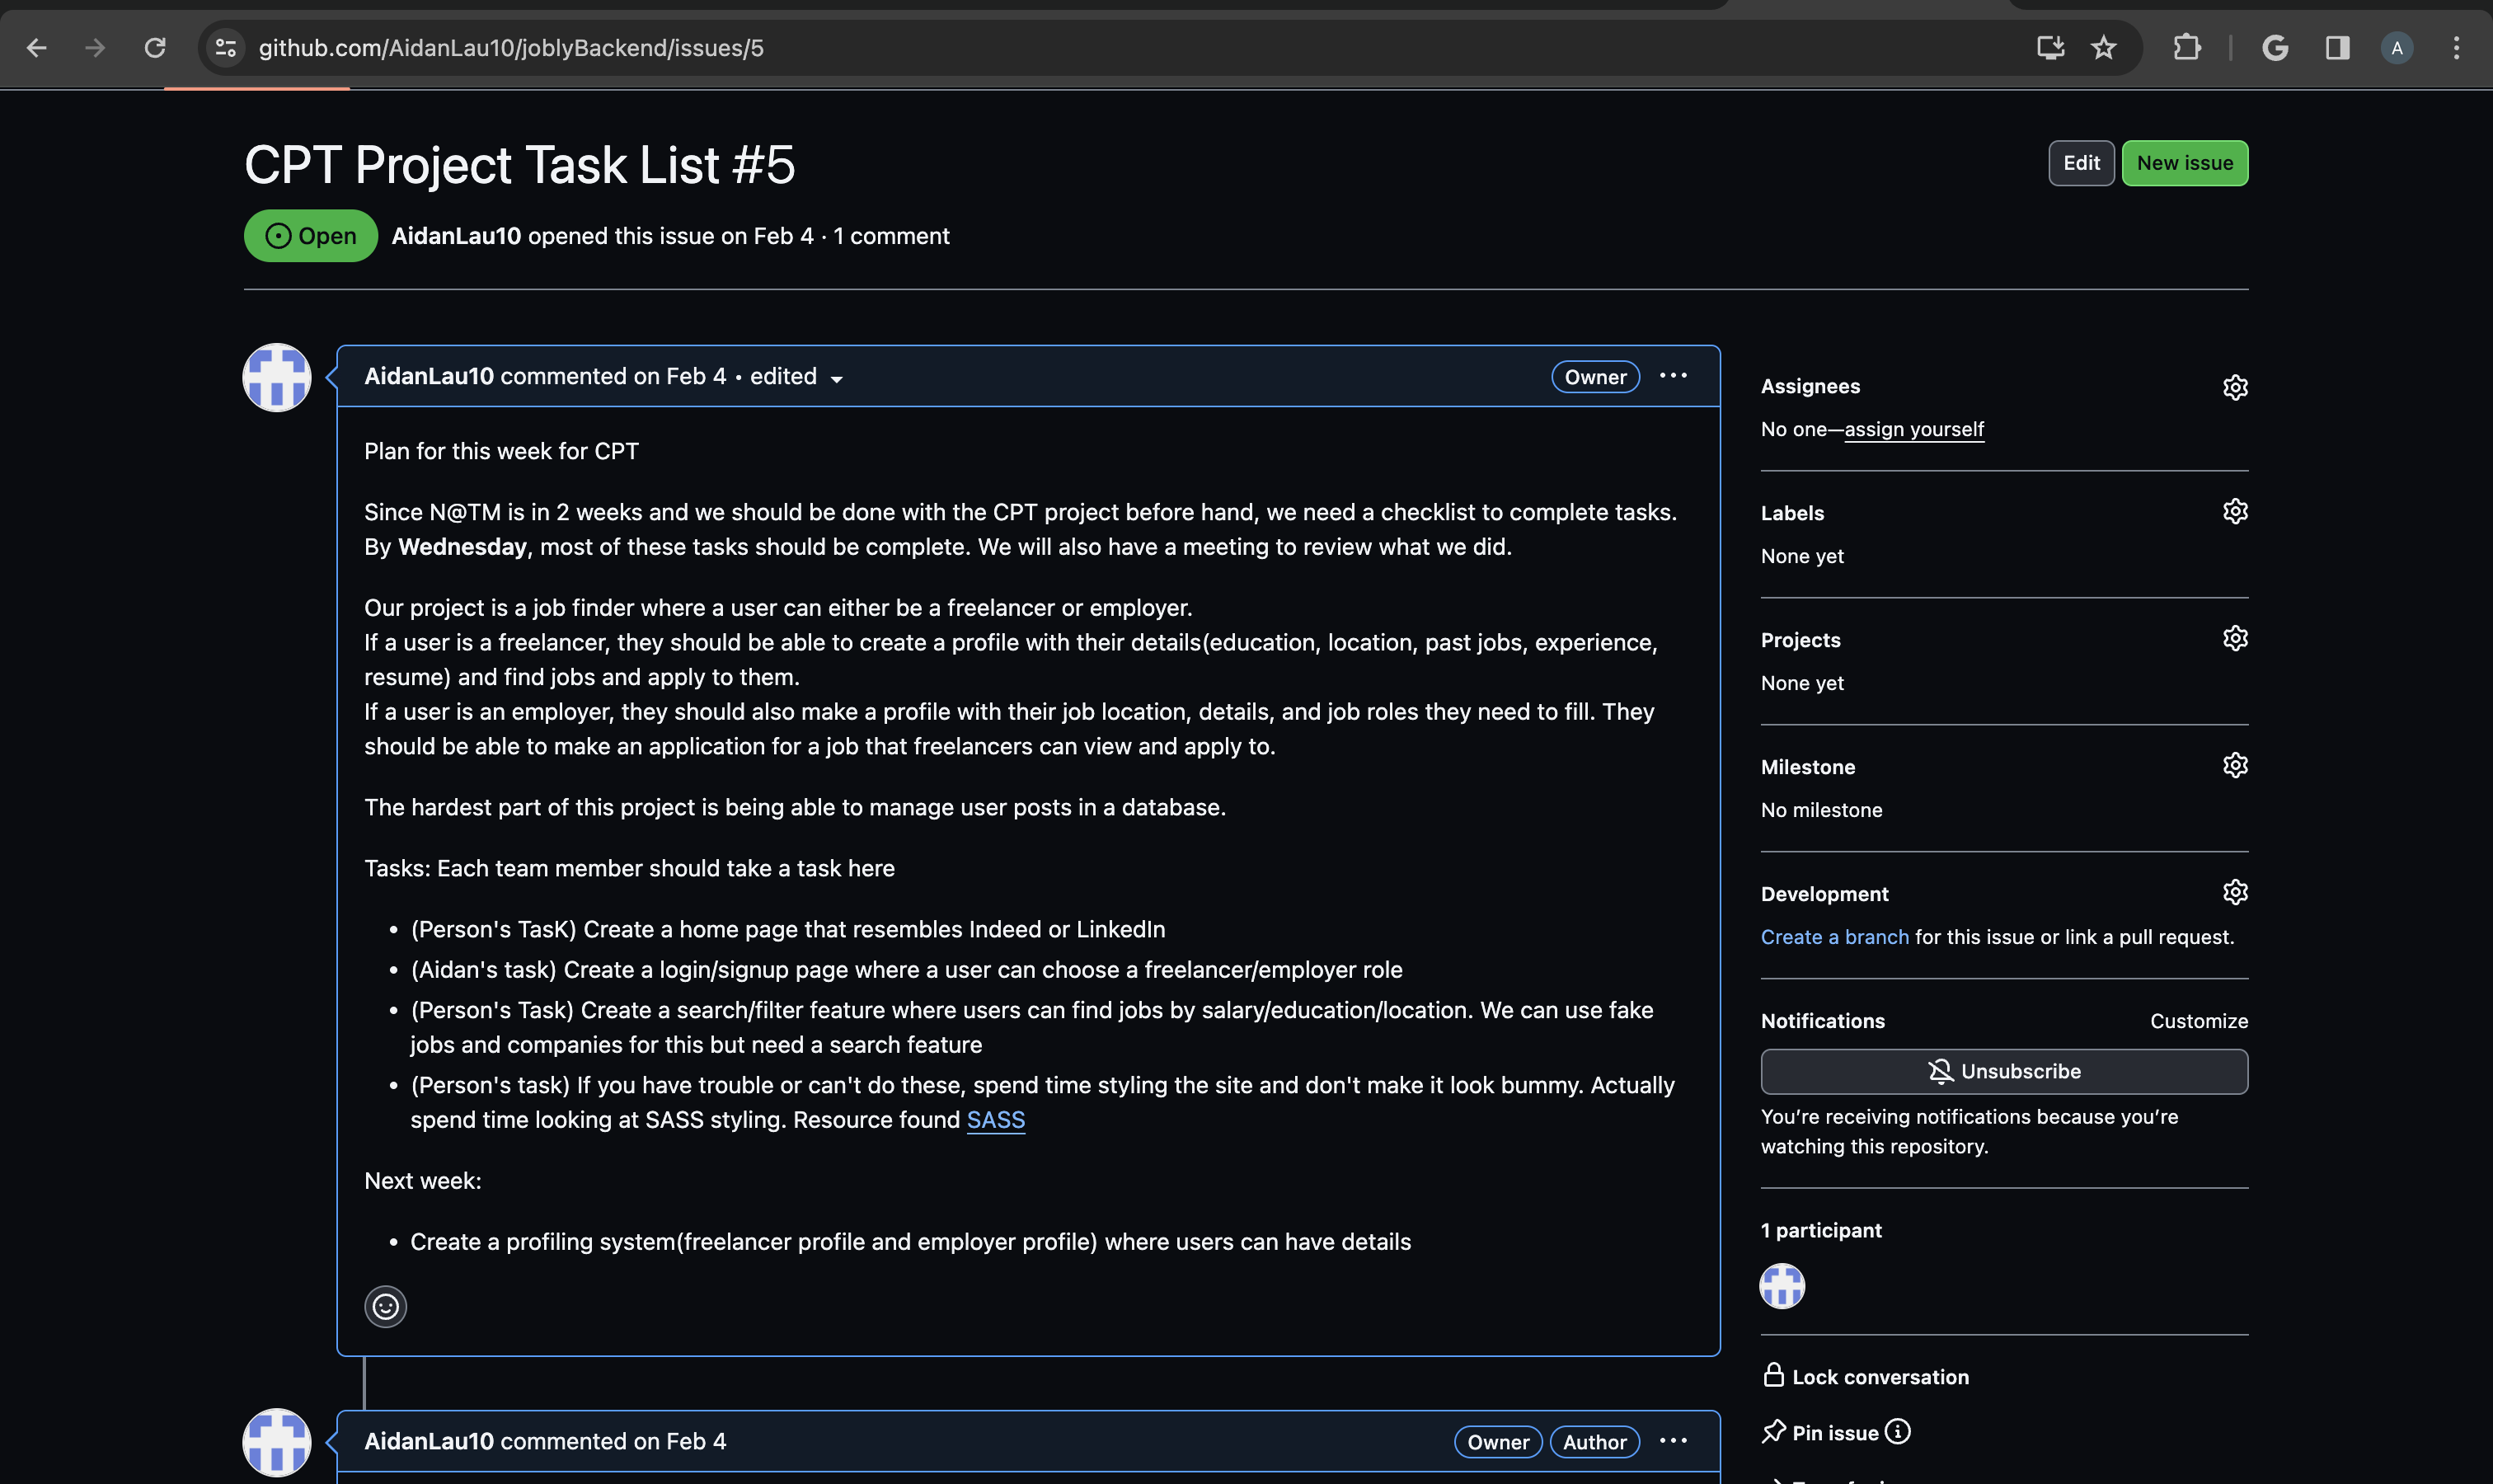 github.com/AidanLau10/joblyBackend/issues/5
A
CPT Project Task List #5
Edit
New issue
Open
AidanLau10 opened this issue on Feb 4 · 1 comment
AidanLau10 commented on Feb 4 • edited
Owner
Plan for this week for CPT
Since N@TM is in 2 weeks and we should be done with the CPT project before hand, we need a checklist to complete tasks.
By Wednesday, most of these tasks should be complete. We will also have a meeting to review what we did.
Our project is a job finder where a user can either be a freelancer or employer.
If a user is a freelancer, they should be able to create a profile with their details(education, location, past jobs, experience,
resume) and find jobs and apply to them.
If a user is an employer, they should also make a profile with their job location, details, and job roles they need to fill. They
should be able to make an application for a job that freelancers can view and apply to.
The hardest part of this project is being able to manage user posts in a database.
Tasks: Each team member should take a task here
• (Person's TasK) Create a home page that resembles Indeed or LinkedIn
• (Aidan's task) Create a login/signup page where a user can choose a freelancer/employer role
• (Person's Task) Create a search/filter feature where users can find jobs by salary/education/location. We can use fake
jobs and companies for this but need a search feature
• (Person's task) If you have trouble or can't do these, spend time styling the site and don't make it look bummy. Actually
spend time looking at SASS styling. Resource found SASS
Next week:
• Create a profiling system(freelancer profile and employer profile) where users can have details
AidanLau10 commented on Feb 4
Owner
Author
Assignees
No one—assign yourself
Labels
None yet
Projects
None yet
Milestone
No milestone
Development
Create a branch for this issue or link a pull request.
Notifications
Customize
Unsubscribe
You're receiving notifications because you're
watching this repository.
1 participant
Lock conversation
Pin issue